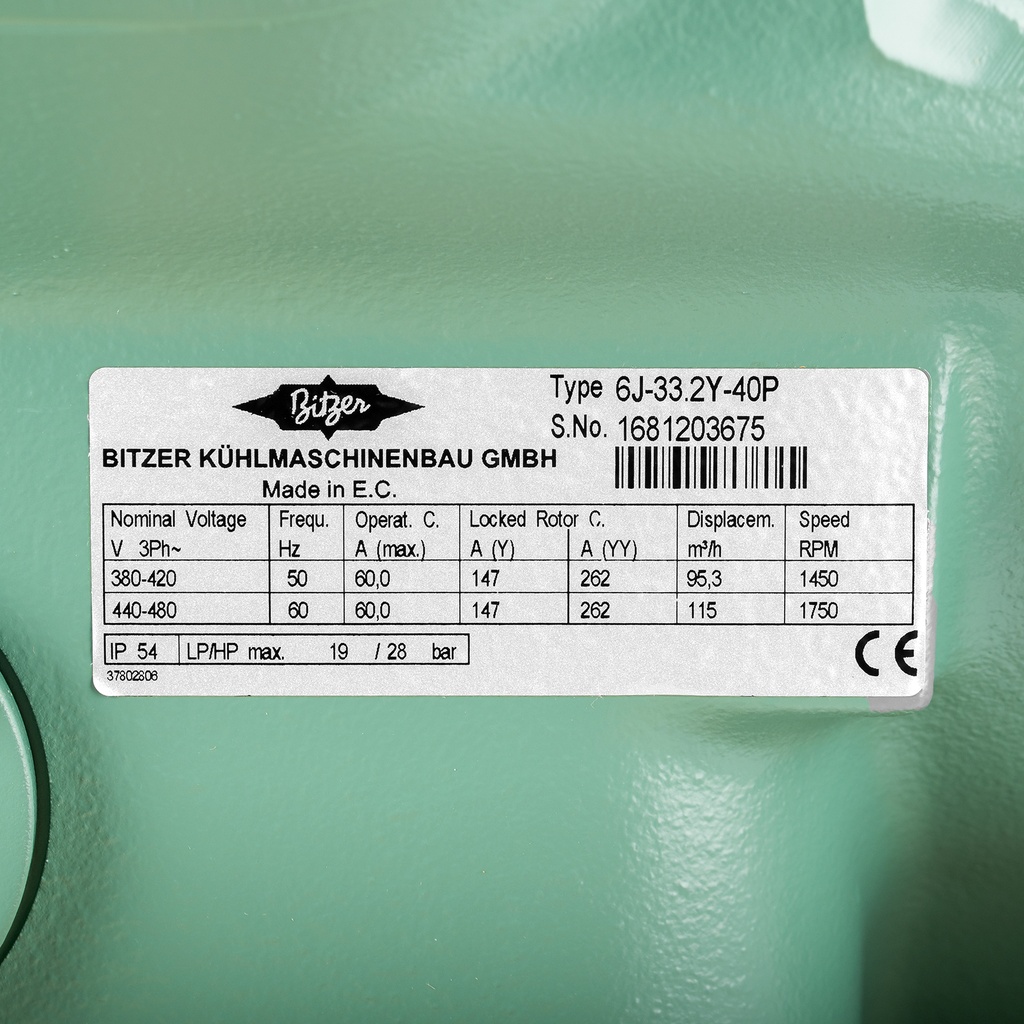 Bitzer
BITZER KÜHLMASCHINENBAU GMBH
Made in E.C.
Type 6J-33.2Y-40P
S.No. 1681203675
Nominal Voltage Frequ. Operat. C. Locked Rotor C. Displacem. Speed
V 3Ph~ Hz A (max.) A (Y) A (YY) m³/h RPM
380-420 50 60,0 147 262 95,3 1450
440-480 60 60,0 147 262 115 1750
IP 54 LP/HP max. 19 / 28 bar
37802806
CE